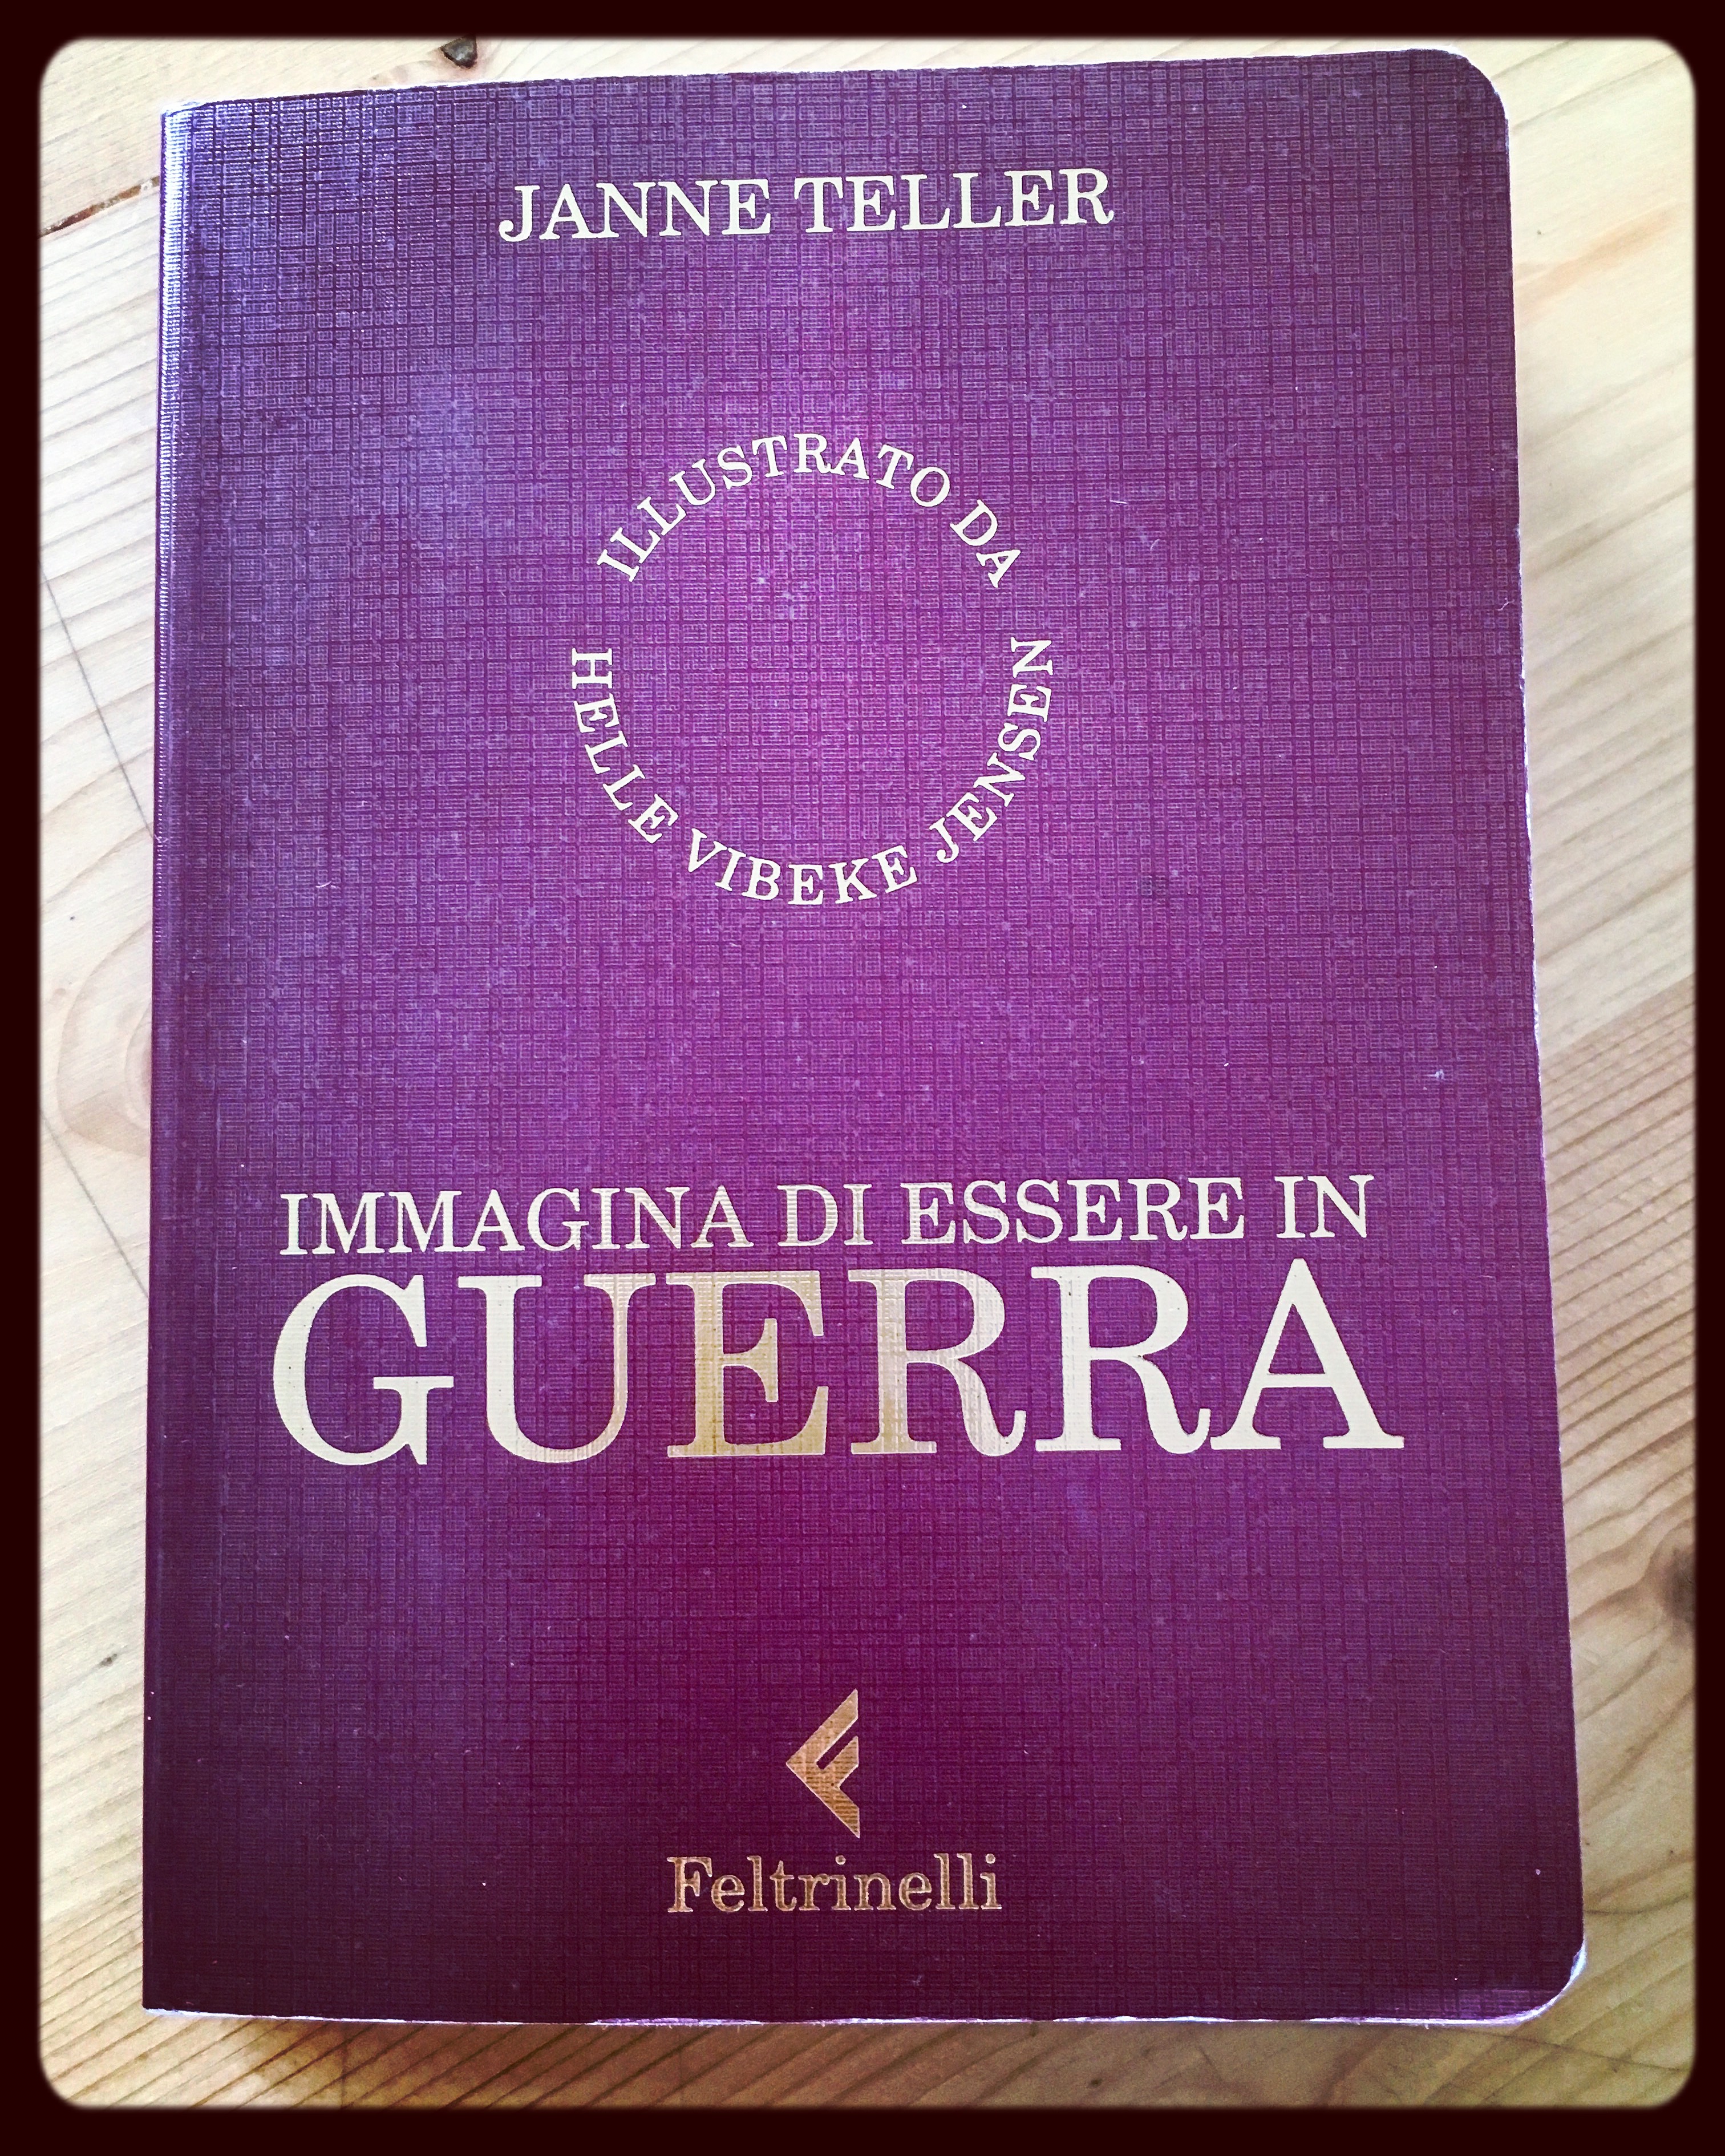 JANNE TELLER
ILLUSTRATO DA
HELLE VIBEKE JENSEN
IMMAGINA DI ESSERE IN
GUERRA
Feltrinelli